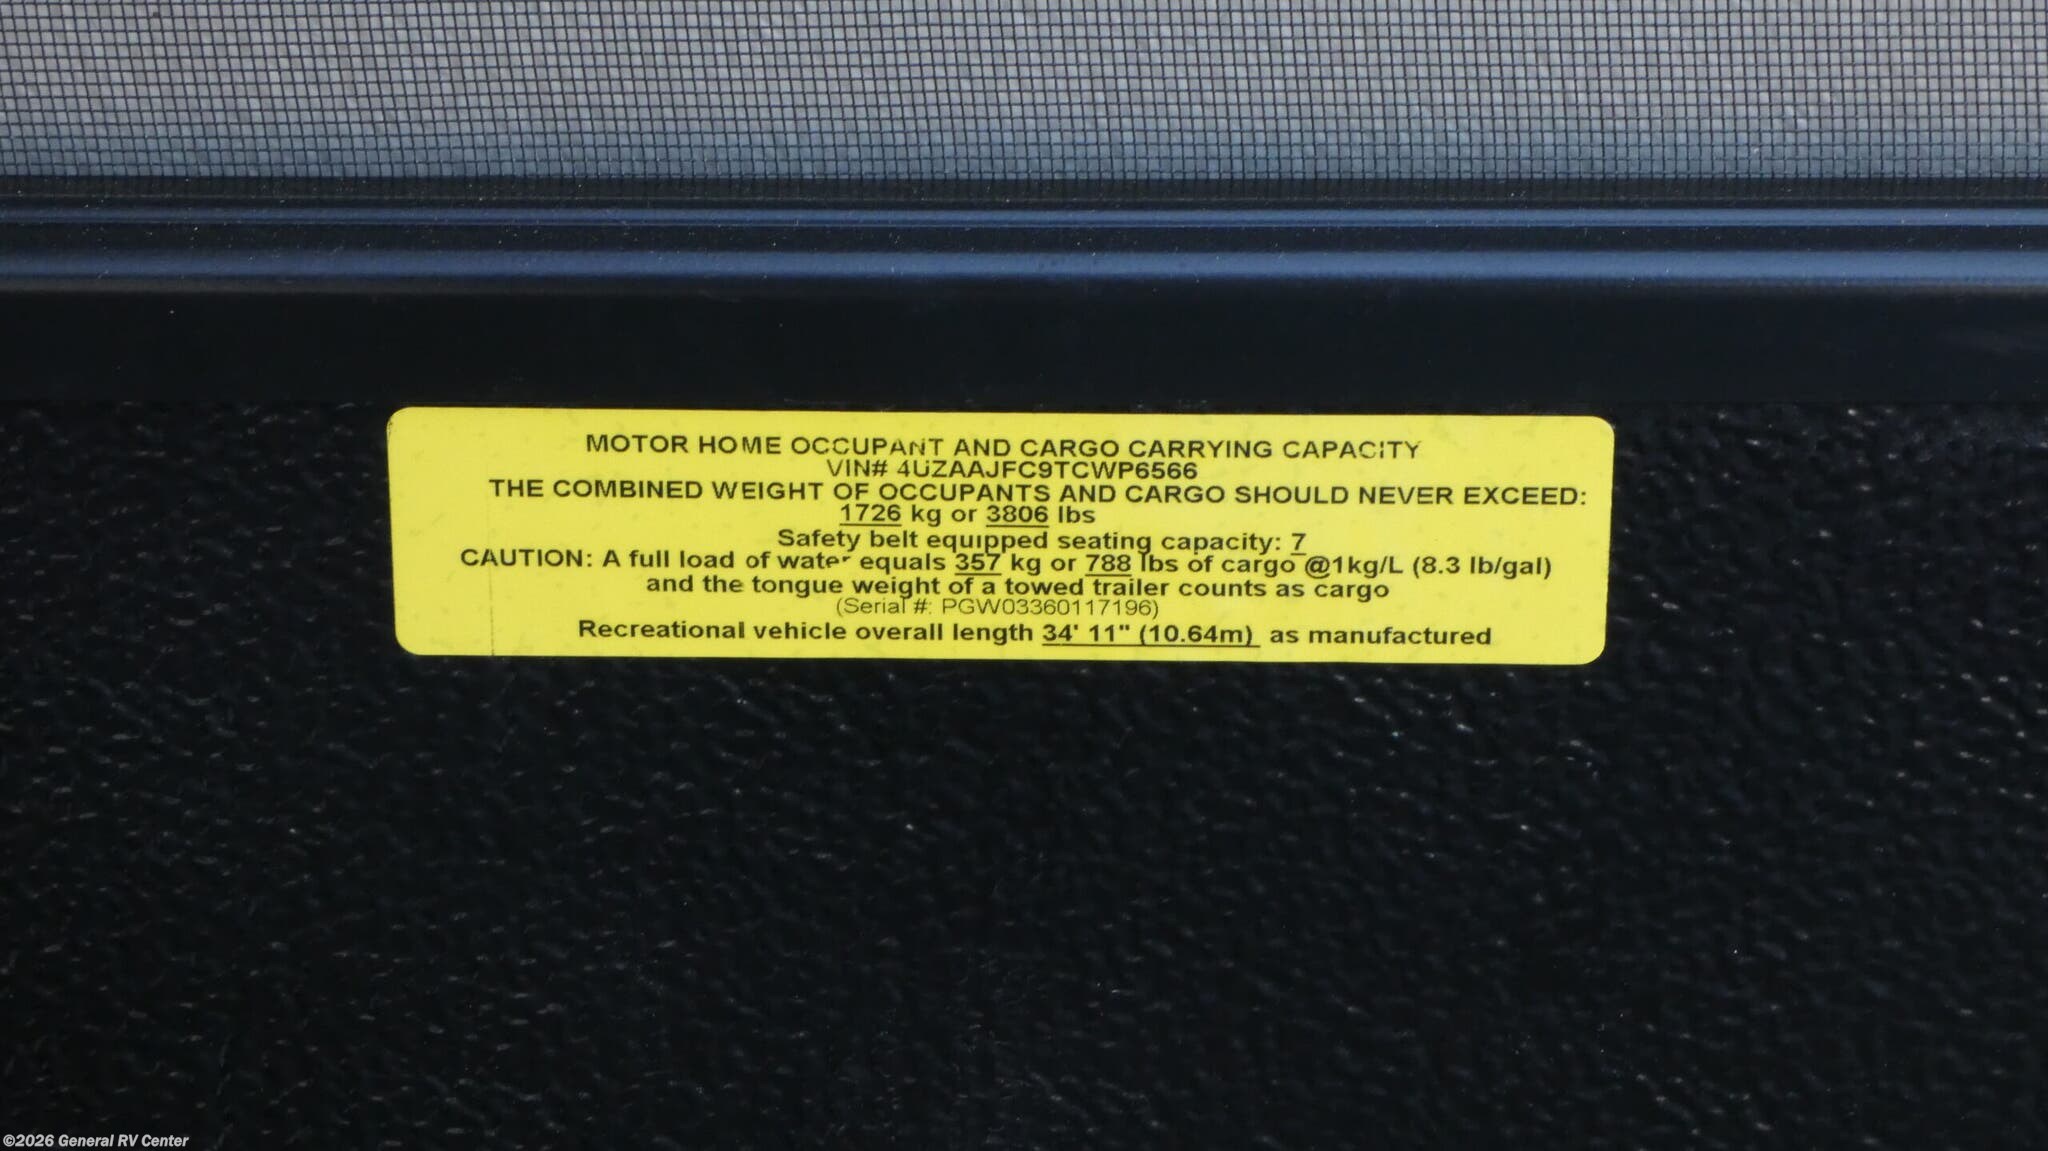 MOTOR HOME OCCUPANT AND CARGO CARRYING CAPACITY
VIN# 4UZAAJFC9TCWP6566
THE COMBINED WEIGHT OF OCCUPANTS AND CARGO SHOULD NEVER EXCEED:
1726 kg or 3806 lbs
Safety belt equipped seating capacity: 7
CAUTION: A full load of water equals 357 kg or 788 lbs of cargo @1kg/L (8.3 lb/gal)
and the tongue weight of a towed trailer counts as cargo
(Serial #: PGW03360117196)
Recreational vehicle overall length 34' 11" (10.64m) as manufactured
©2026 General RV Center